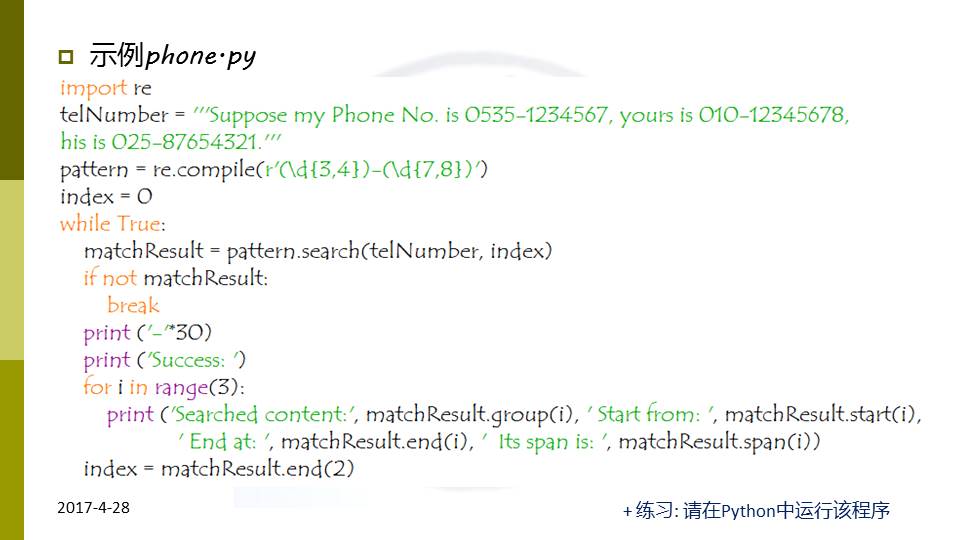 示例phone.py
import re
telNumber = '''Suppose my Phone No. is 0535-1234567, yours is 010-12345678,
his is 025-87654321.'''
pattern = re.compile(r'(\d{3,4})-(\d{7,8})')
index = 0
while True:
    matchResult = pattern.search(telNumber, index)
    if not matchResult:
        break
    print ('-'*30)
    print ('Success: ')
    for i in range(3):
        print ('Searched content:', matchResult.group(i), ' Start from: ', matchResult.start(i),
            ' End at: ', matchResult.end(i), '  Its span is: ', matchResult.span(i))
    index = matchResult.end(2)
2017-4-28
+ 练习: 请在Python中运行该程序